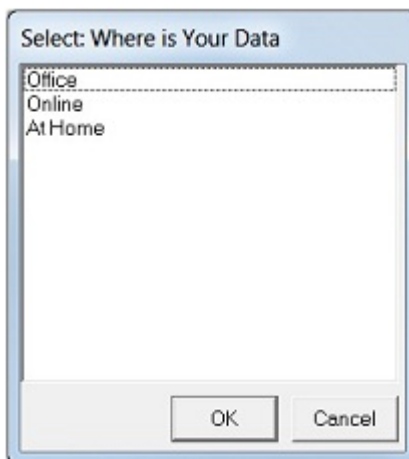 Select: Where is Your Data
Office
Online
At Home
OK
Cancel